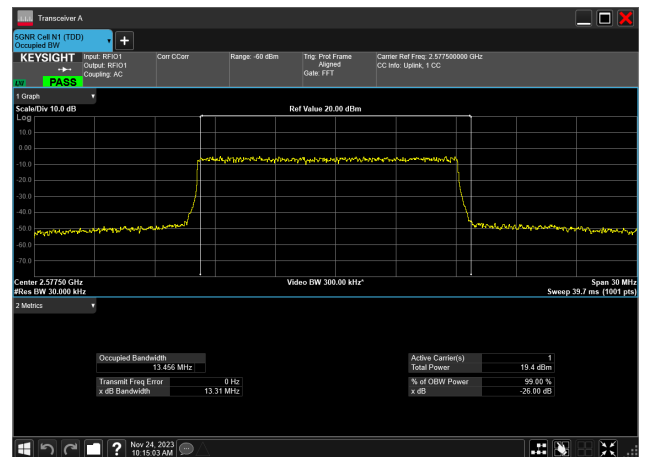 Transceiver A
5GNR Cell N1 (TDD)
Occupied BW
KEYSIGHT
PASS
Input: RFIO1
Output: RFIO1
Coupling: AC
Corr CCorr
Range: -60 dBm
Trig: Prot Frame
Aligned
Gate: FFT
Carrier Ref Freq: 2.577500000 GHz
CC Info: Uplink, 1 CC
1 Graph
Scale/Div 10.0 dB
Ref Value 20.00 dBm
Log
10.0
0.00
-10.0
-20.0
-30.0
-40.0
-50.0
-60.0
-70.0
Center 2.57750 GHz
#Res BW 30.000 kHz
Video BW 300.00 kHz*
Span 30 MHz
Sweep 39.7 ms (1001 pts)
2 Metrics
Occupied Bandwidth
13.456 MHz
Transmit Freq Error 0 Hz
x dB Bandwidth 13.31 MHz
Active Carrier(s) 1
Total Power 19.4 dBm
% of OBW Power 99.00 %
x dB -26.00 dB
Nov 24, 2023
10:15:03 AM